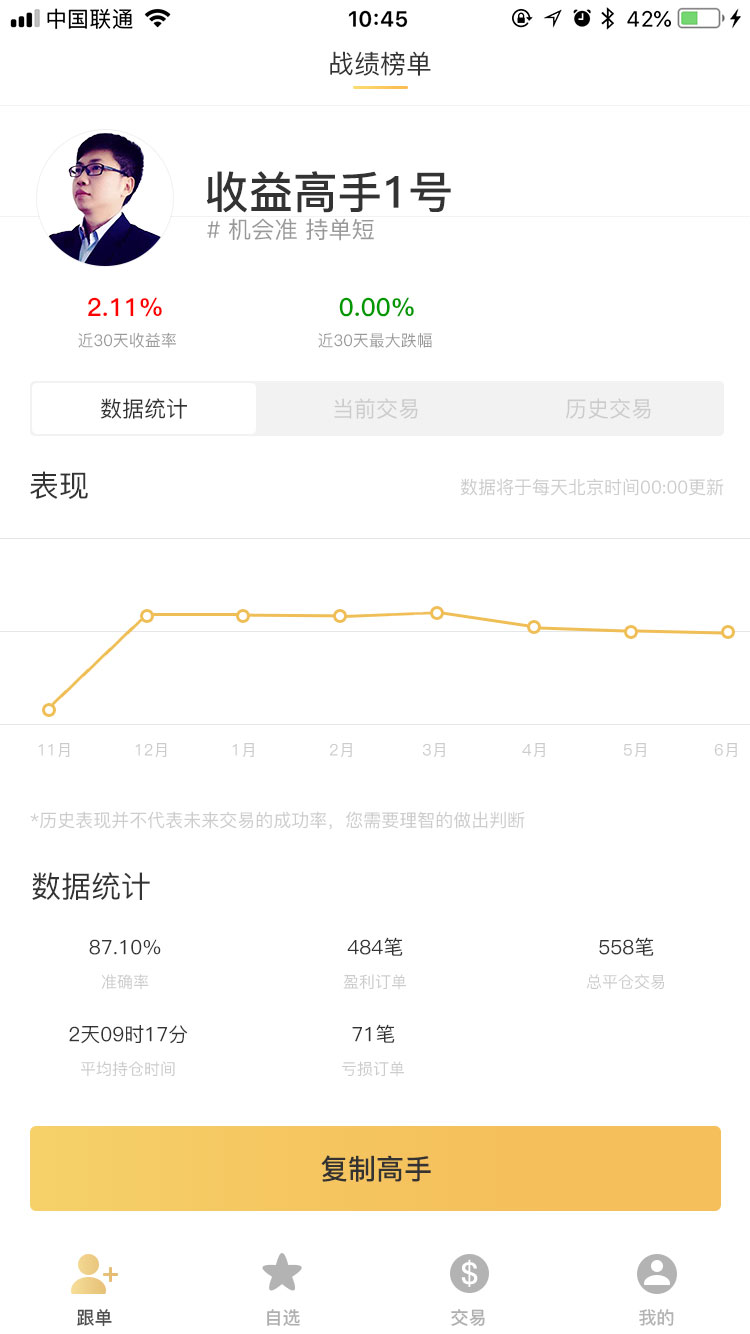 中国联通 10:45 42%
战绩榜单
收益高手1号
# 机会准 持单短
2.11% 0.00%
近30天收益率 近30天最大跌幅
数据统计 当前交易 历史交易
表现 数据将于每天北京时间00:00更新
11月 12月 1月 2月 3月 4月 5月 6月
*历史表现并不代表未来交易的成功率，您需要理智的做出判断
数据统计
87.10% 484笔 558笔
准确率 盈利订单 总平仓交易
2天09时17分 71笔
平均持仓时间 亏损订单
复制高手
跟单 自选 交易 我的